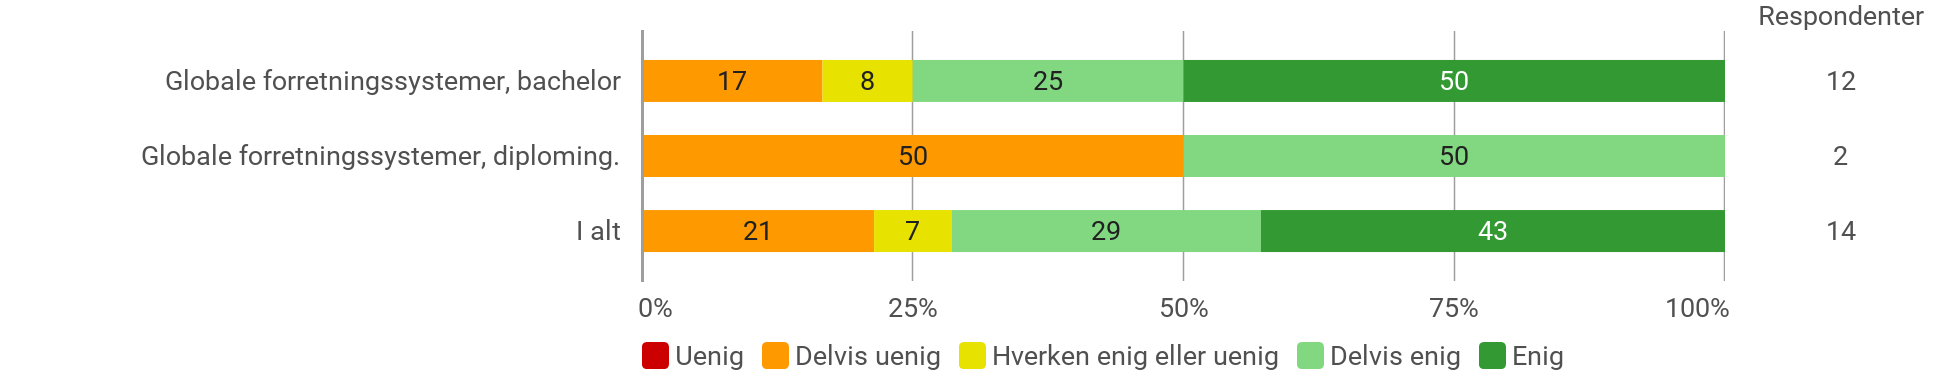 Respondenter
Globale forretningssystemer, bachelor 17 8 25 50 12
Globale forretningssystemer, diploming. 50 50 2
I alt 21 7 29 43 14
0% 25% 50% 75% 100%
Uenig Delvis uenig Hverken enig eller uenig Delvis enig Enig